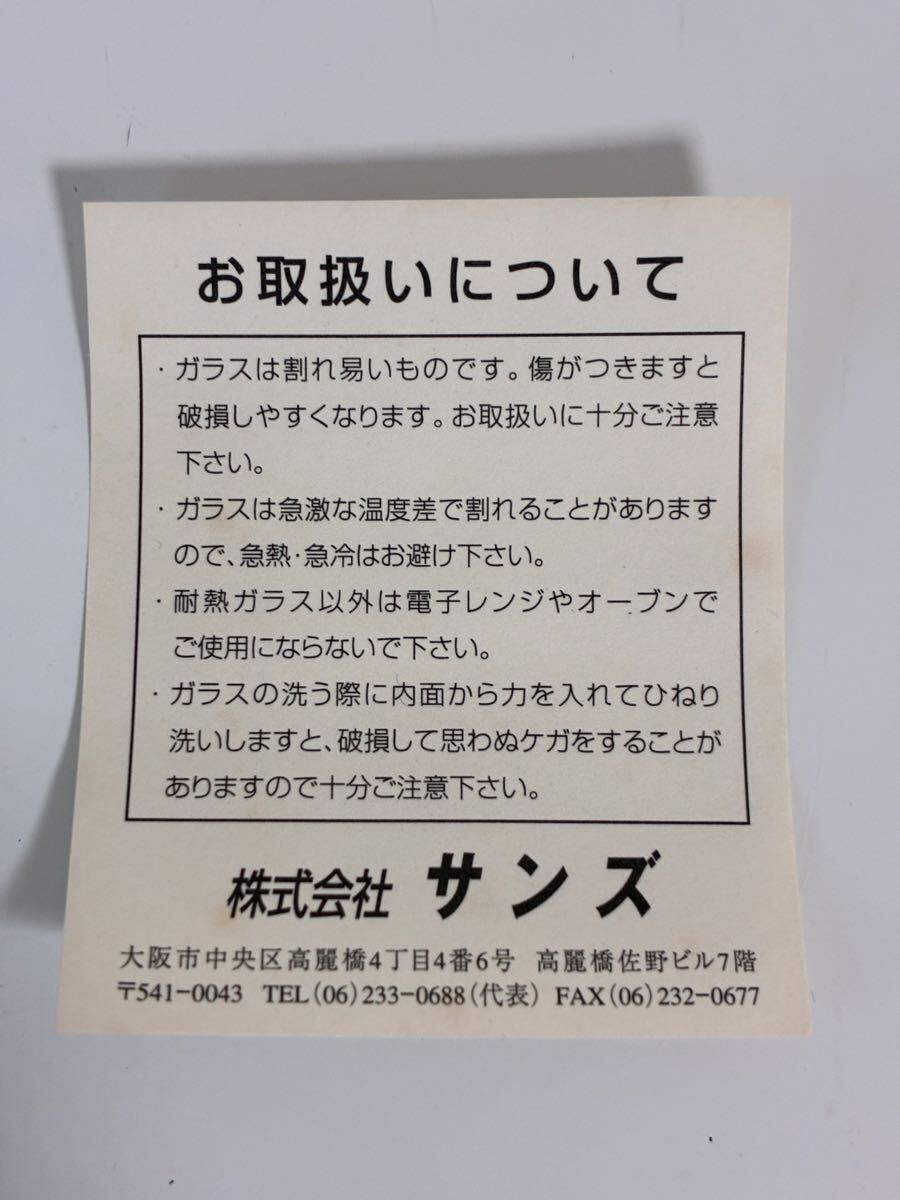 お取扱いについて
・ガラスは割れ易いものです。傷がつきますと
破損しやすくなります。お取扱いに十分ご注意
下さい。
・ガラスは急激な温度差で割れることがあります
ので、急熱・急冷はお避け下さい。
・耐熱ガラス以外は電子レンジやオーブンで
ご使用にならないで下さい。
・ガラスの洗う際に内面から力を入れてひねり
洗いしますと、破損して思わぬケガをすることが
ありますので十分ご注意下さい。
株式会社 サンズ
大阪市中央区高麗橋4丁目4番6号 高麗橋佐野ビル7階
〒541-0043 TEL(06)233-0688(代表) FAX(06)232-0677